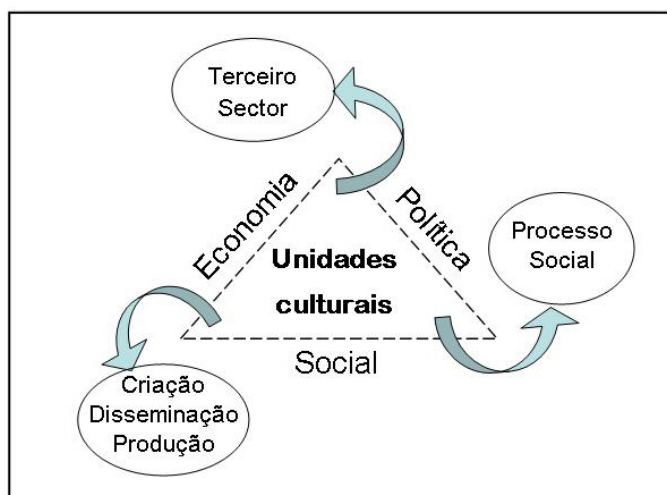 Terceiro
Sector
Economia
Política
Unidades
culturais
Processo
Social
Social
Criação
Disseminação
Produção